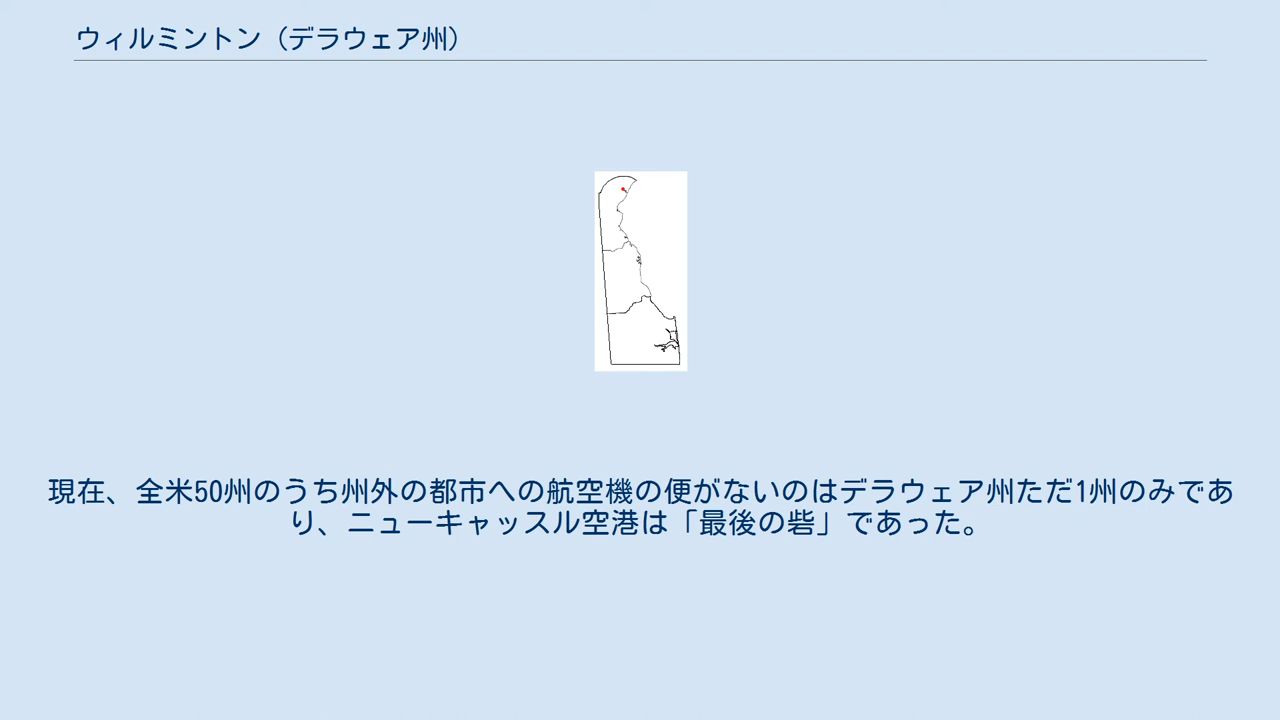 ウィルミントン（デラウェア州）
現在、全米50州のうち州外の都市への航空機の便がないのはデラウェア州ただ1州のみであ
り、ニューキャッスル空港は「最後の砦」であった。